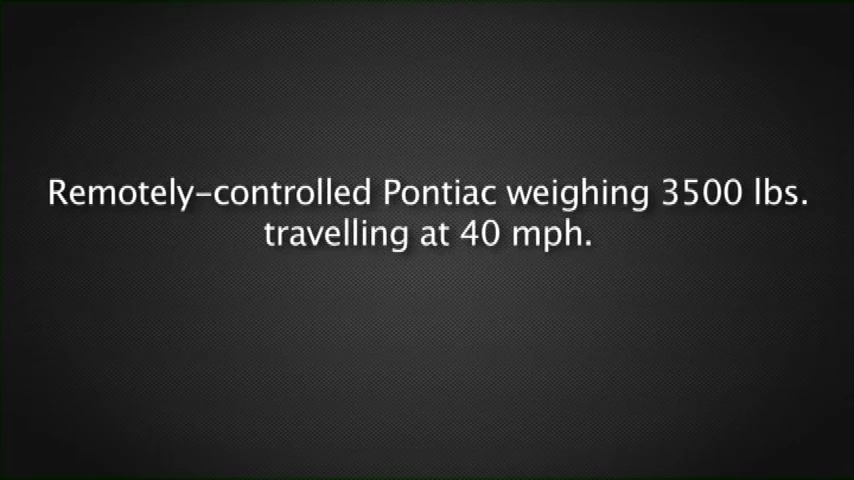 Remotely-controlled Pontiac weighing 3500 lbs.
travelling at 40 mph.